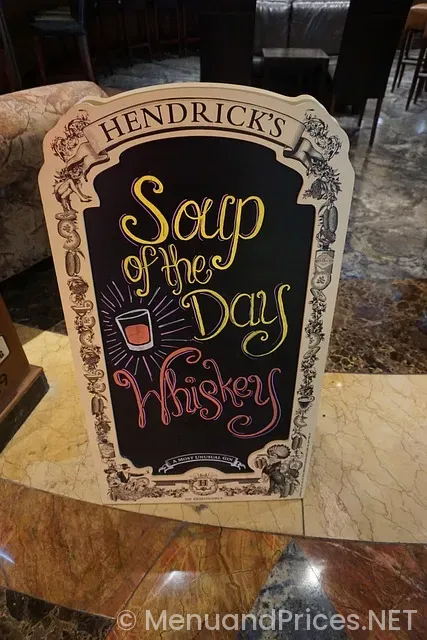 HENDRICK'S
Soup
of the
Day
Whiskey
A MOST UNUSUAL GIN
H
© MenuandPrices.NET